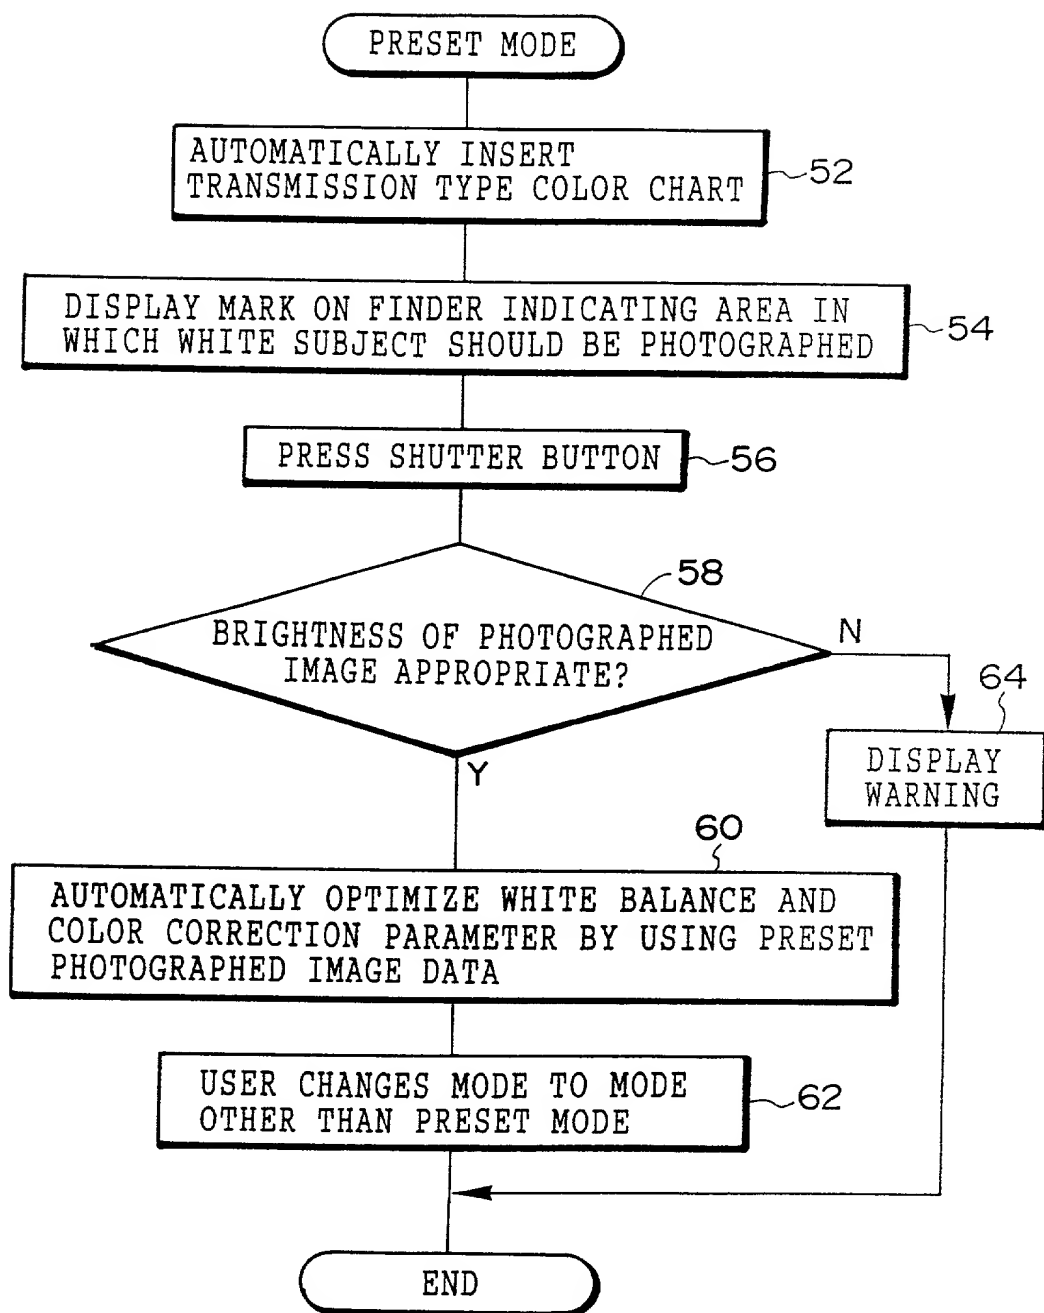 PRESET MODE
AUTOMATICALLY INSERT
TRANSMISSION TYPE COLOR CHART
52
DISPLAY MARK ON FINDER INDICATING AREA IN
WHICH WHITE SUBJECT SHOULD BE PHOTOGRAPHED
54
PRESS SHUTTER BUTTON
56
58
BRIGHTNESS OF PHOTOGRAPHED
IMAGE APPROPRIATE?
N
Y
64
DISPLAY
WARNING
60
AUTOMATICALLY OPTIMIZE WHITE BALANCE AND
COLOR CORRECTION PARAMETER BY USING PRESET
PHOTOGRAPHED IMAGE DATA
USER CHANGES MODE TO MODE
OTHER THAN PRESET MODE
62
END